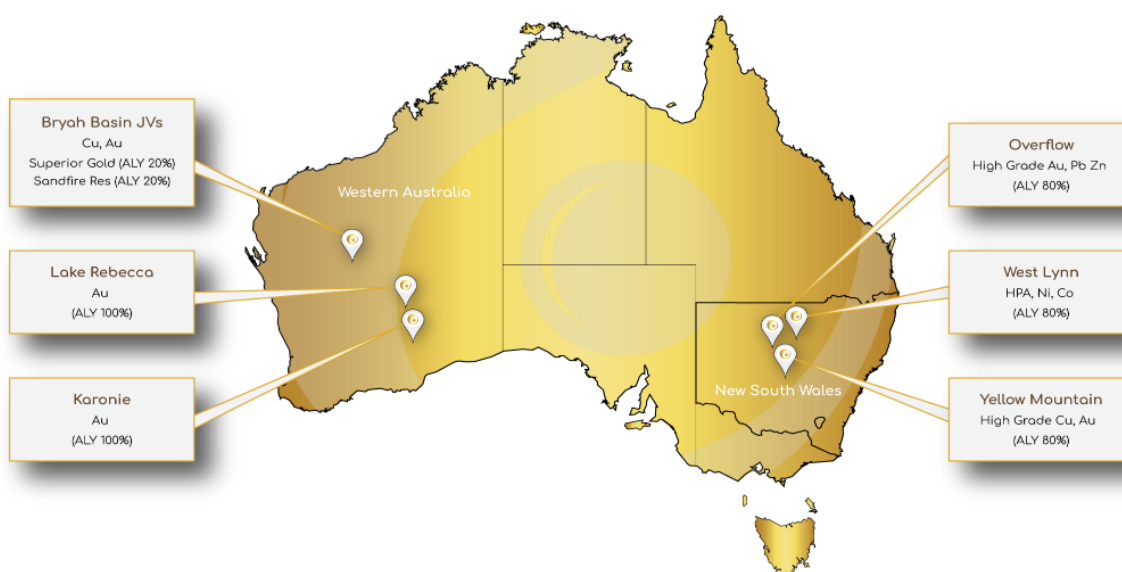 Bryah Basin JVs
Cu, Au
Superior Gold (ALY 20%)
Sandfire Res (ALY 20%)
Lake Rebecca
Au
(ALY 100%)
Karonie
Au
(ALY 100%)
Western Australia
New South Wales
Overflow
High Grade Au, Pb Zn
(ALY 80%)
West Lynn
HPA, Ni, Co
(ALY 80%)
Yellow Mountain
High Grade Cu, Au
(ALY 80%)